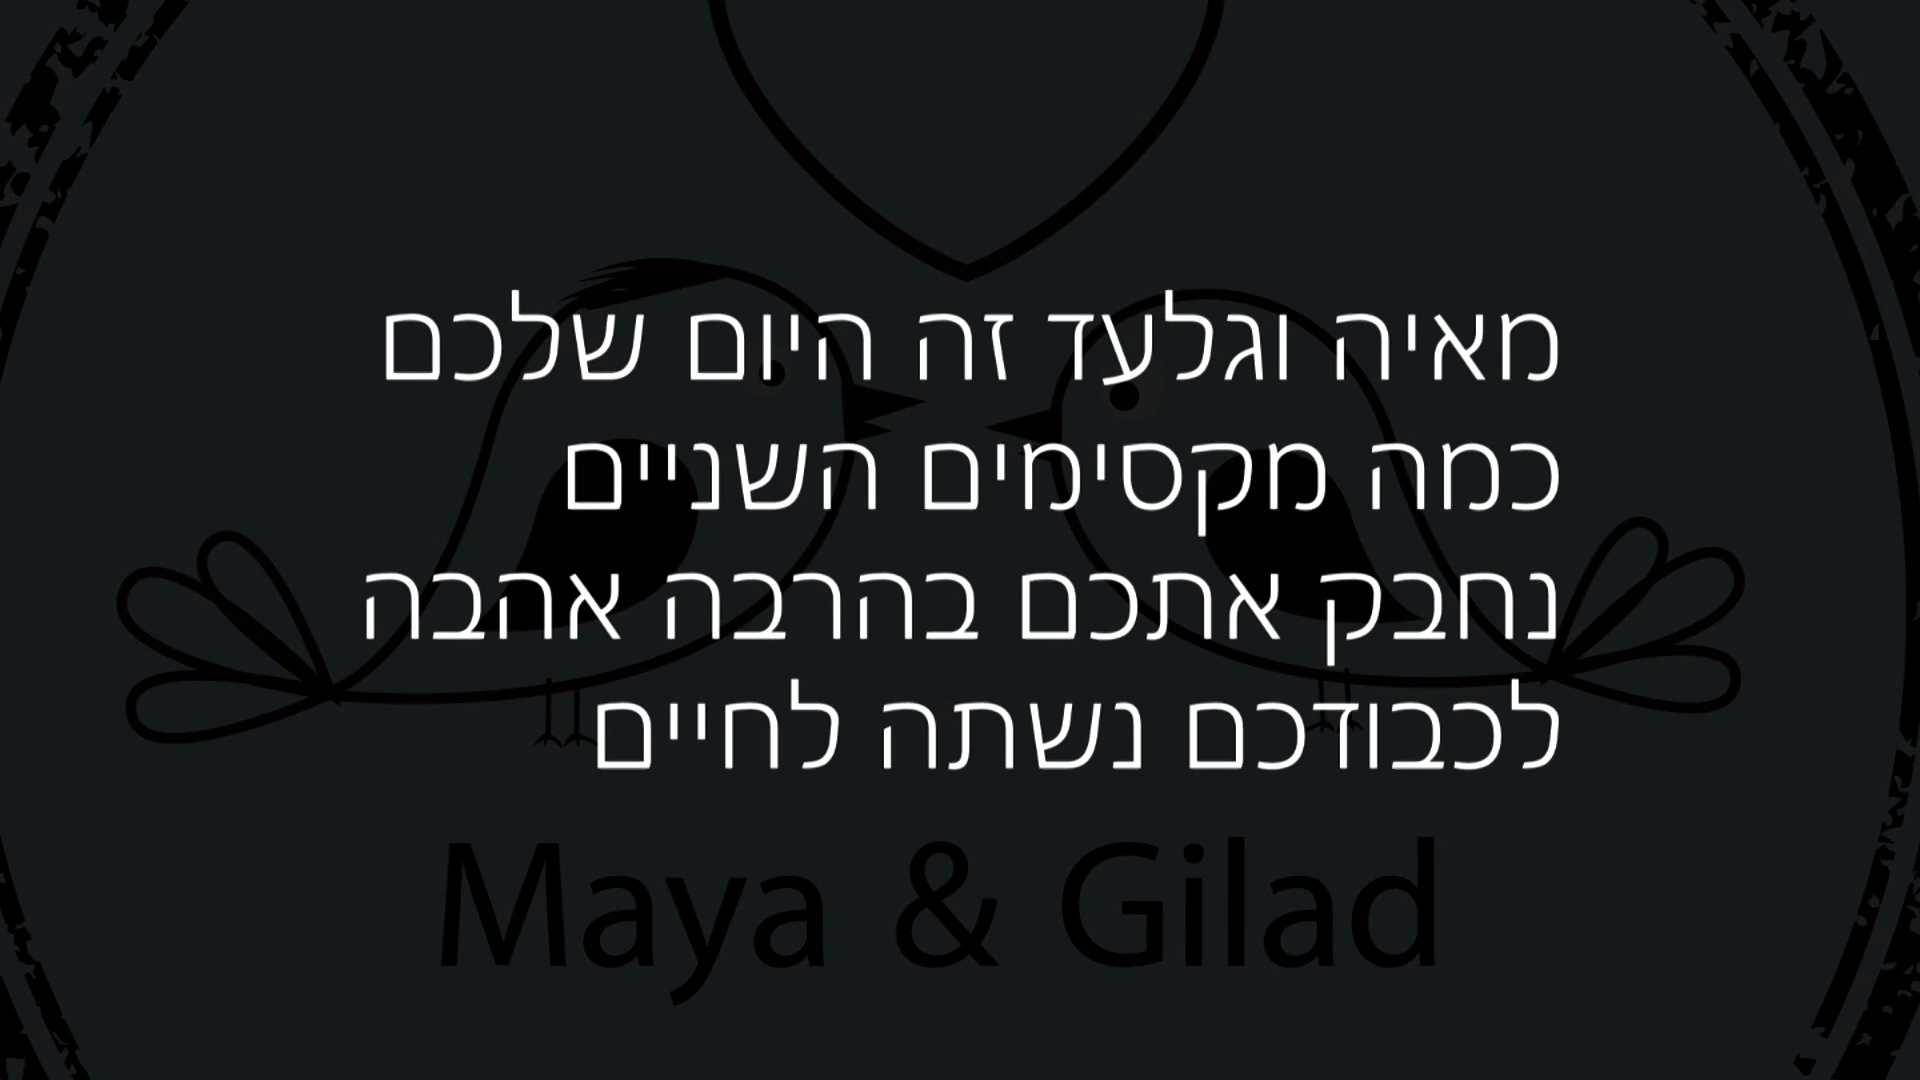 מאיה וגלעד זה היום שלכם
כמה מקסימים השניים
נחבק אתכם בהרבה אהבה
לכבודכם נשתה לחיים
Maya & Gilad